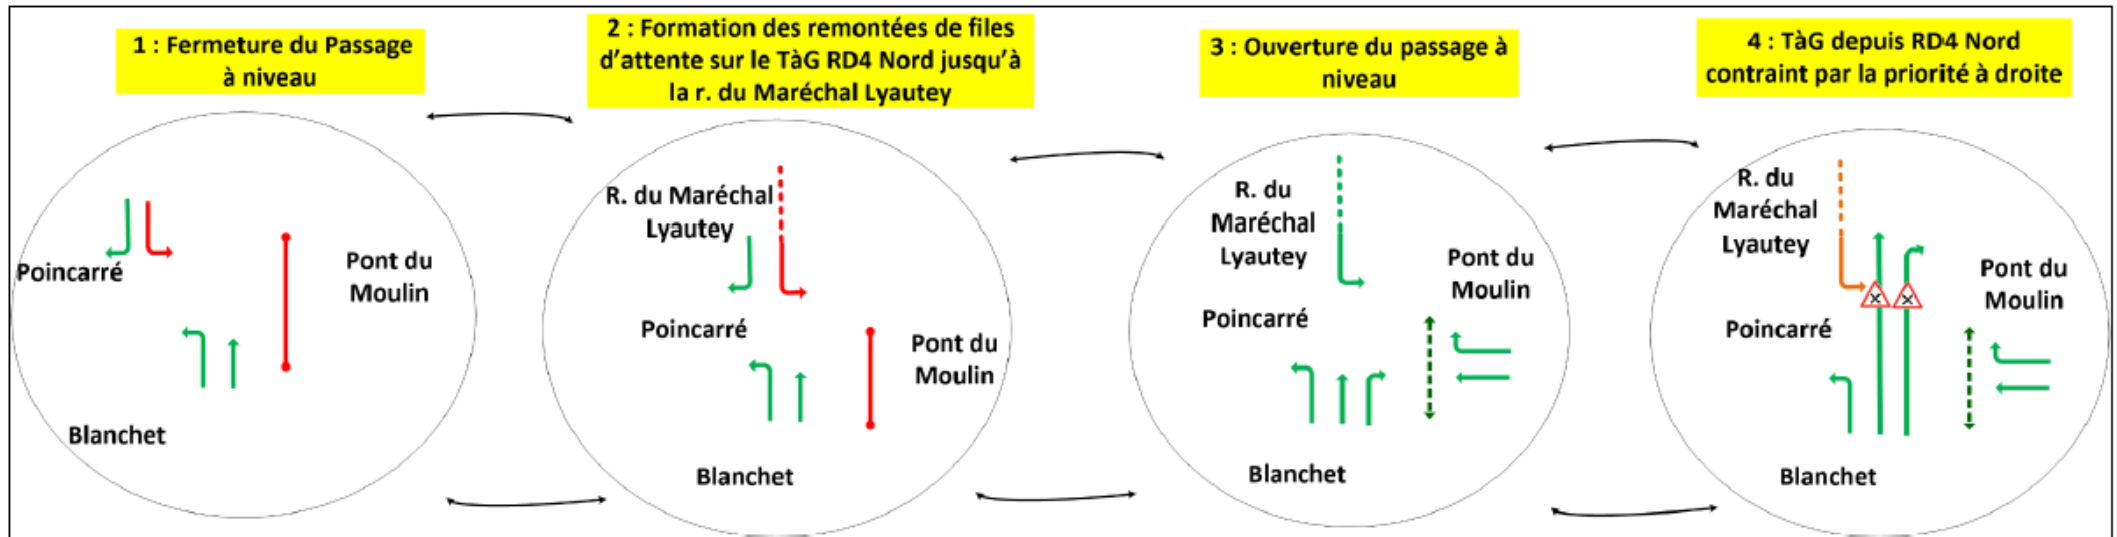 1 : Fermeture du Passage
à niveau
2 : Formation des remontées de files
d'attente sur le TàG RD4 Nord jusqu'à
la r. du Maréchal Lyautey
3 : Ouverture du passage à
niveau
4 : TàG depuis RD4 Nord
contraint par la priorité à droite
Poincarré
Pont du
Moulin
Blanchet
R. du Maréchal
Lyautey
Poincarré
Pont du
Moulin
Blanchet
R. du
Maréchal
Lyautey
Poincarré
Pont du
Moulin
Blanchet
R. du
Maréchal
Lyautey
Poincarré
Pont du
Moulin
Blanchet